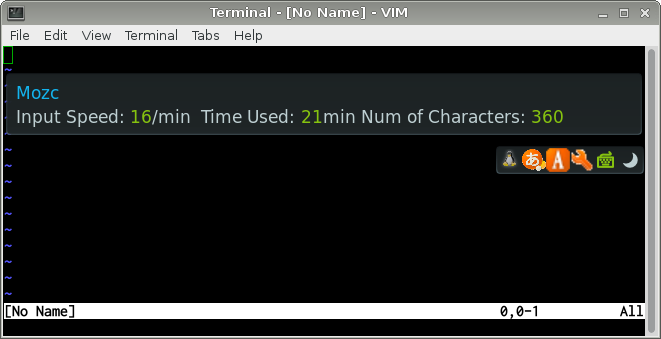 Terminal - [No Name] - VIM
File Edit View Terminal Tabs Help
~
Mozc
Input Speed: 16/min Time Used: 21min Num of Characters: 360
~
あ A
~
~
~
~
~
~
~
~
~
[No Name] 0,0-1 All